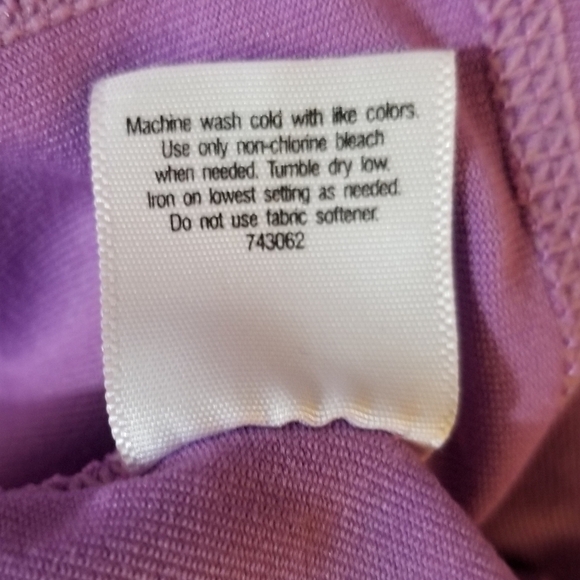 Machine wash cold with like colors.
Use only non-chlorine bleach
when needed. Tumble dry low.
Iron on lowest setting as needed.
Do not use fabric softener.
743062